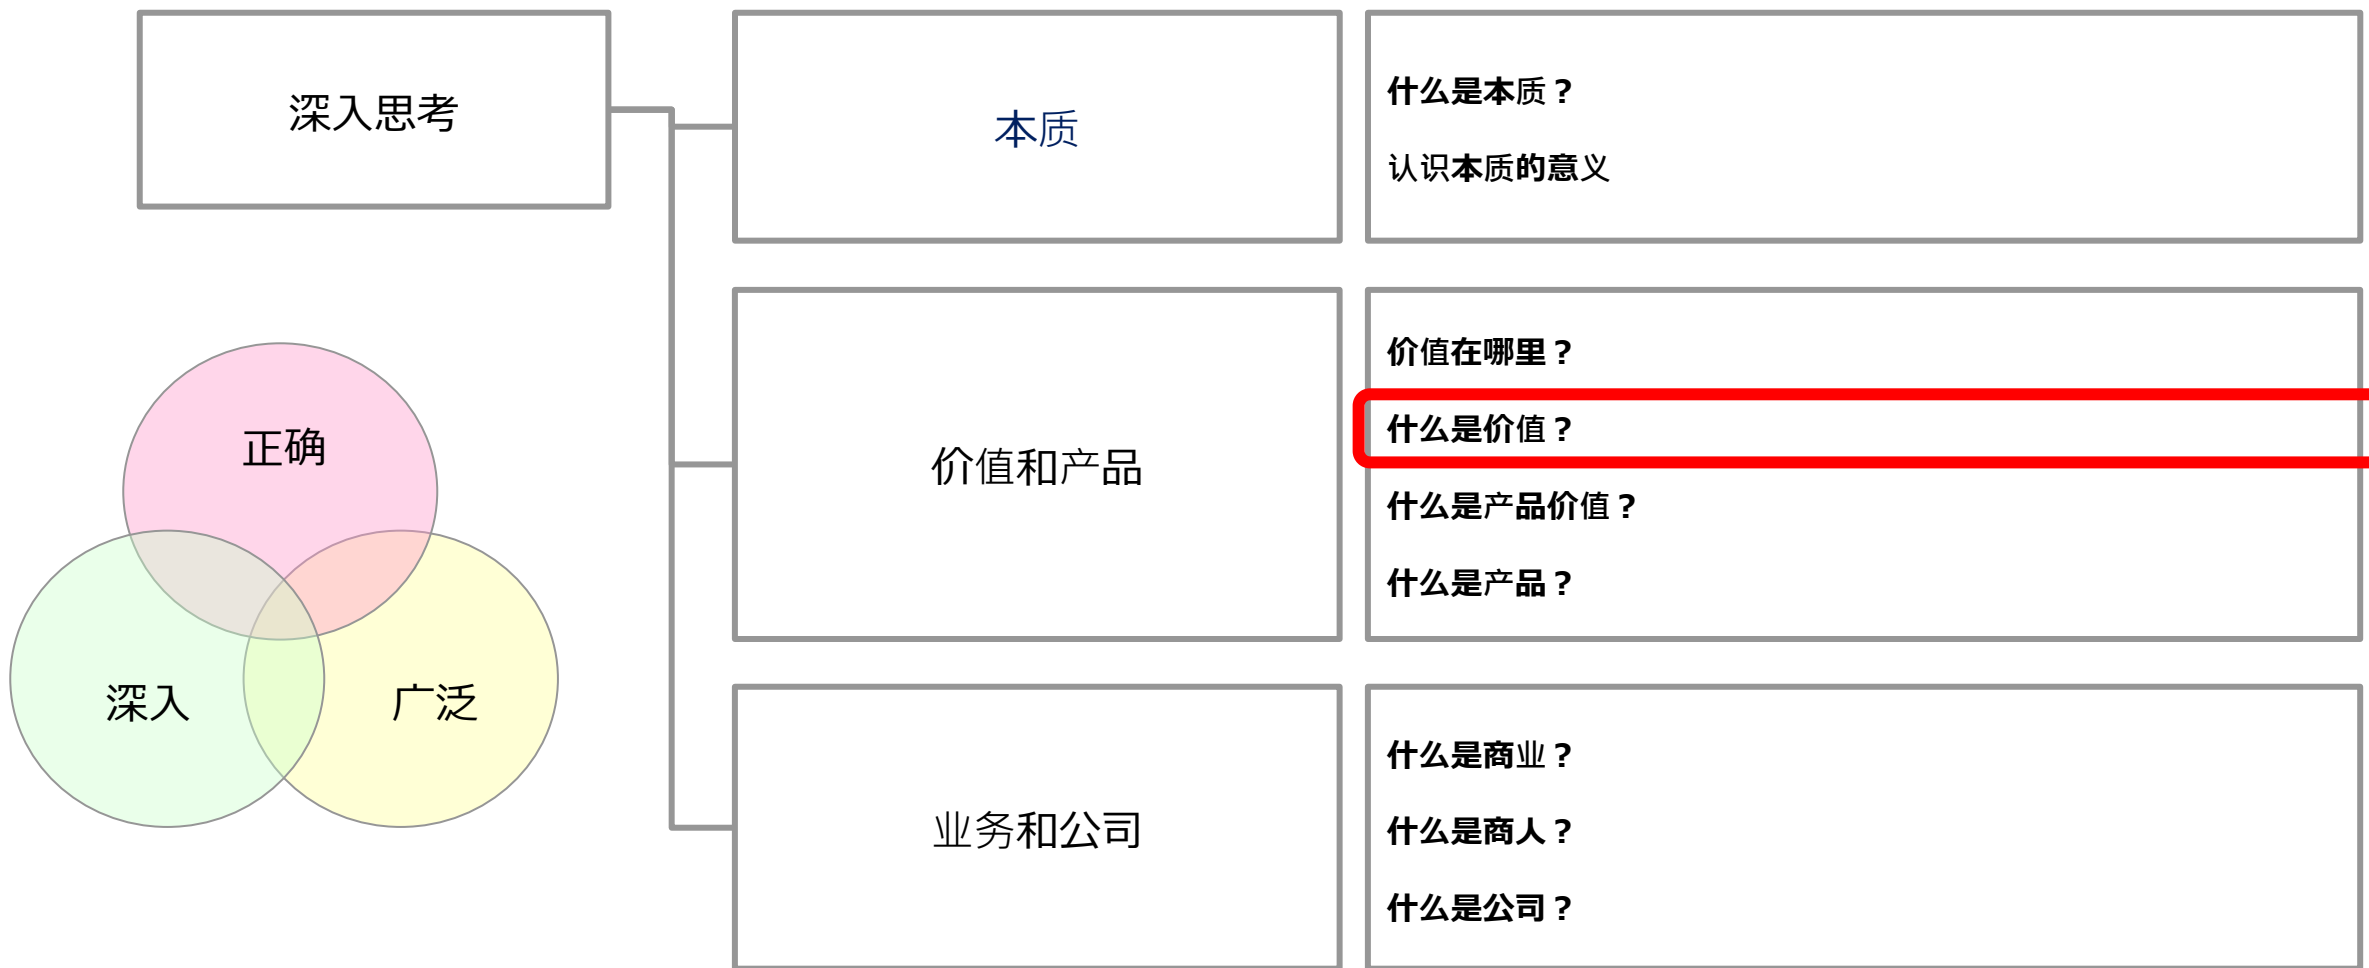 深入思考
本质
什么是本质？
认识本质的意义
价值和产品
价值在哪里？
什么是价值？
什么是产品价值？
什么是产品？
业务和公司
什么是商业？
什么是商人？
什么是公司？
正确
深入
广泛